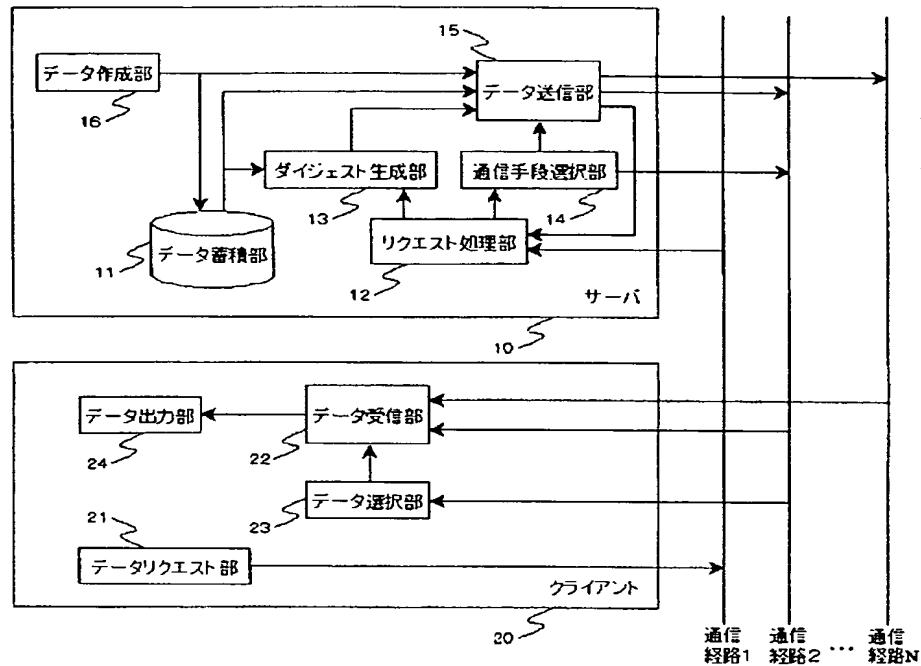 15
データ作成部
データ送信部
16
ダイジェスト生成部
通信手段選択部
13
14
データ蓄積部
リクエスト処理部
11
12
サーバ
10
データ出力部
データ受信部
24
22
データ選択部
23
21
データリクエスト部
クライアント
20
通信
経路1
通信
経路2
…
通信
経路N